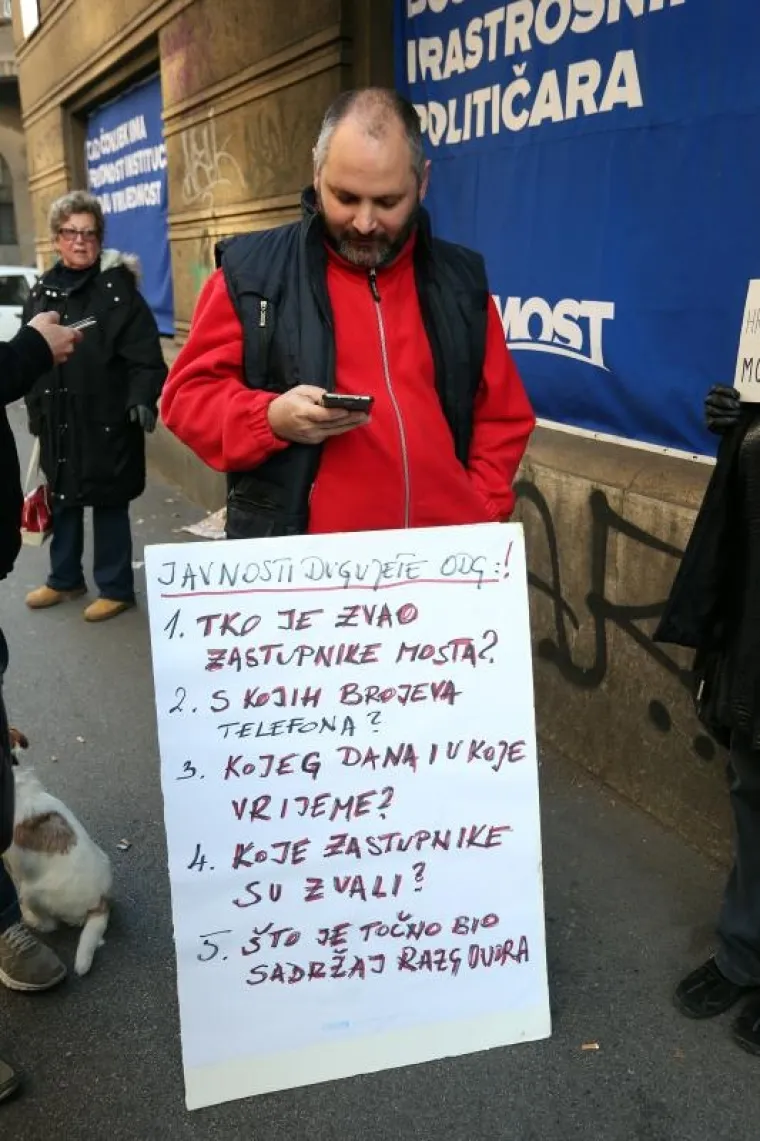 IRASTROŠNIH
POLITIČARA
VRIJEDNOST
MOST
JAVNOSTI DUGUJETE ODG.:!
1. TKO JE ZVAO
ZASTUPNIKE MOSTA?
2. S KOJIH BROJEVA
TELEFONA?
3. KOJEG DANA I U KOJE
VRIJEME?
4. KOJE ZASTUPNIKE
SU ZVALI?
5. ŠTO JE TOČNO BIO
SADRŽAJ RAZGOVORA